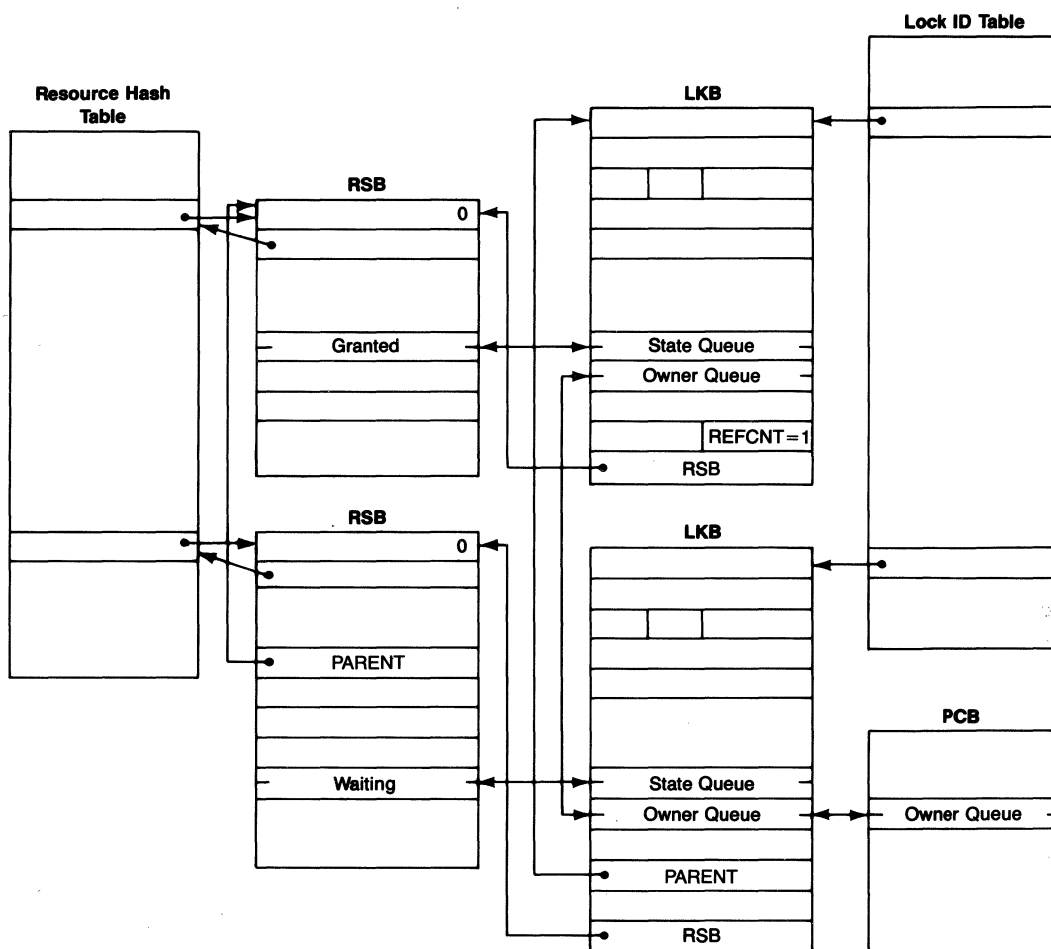 Lock ID Table
Resource Hash
Table
LKB
RSB
0
Granted
State Queue
Owner Queue
REFCNT=1
RSB
RSB
LKB
0
PARENT
PCB
Waiting
State Queue
Owner Queue
Owner Queue
PARENT
RSB